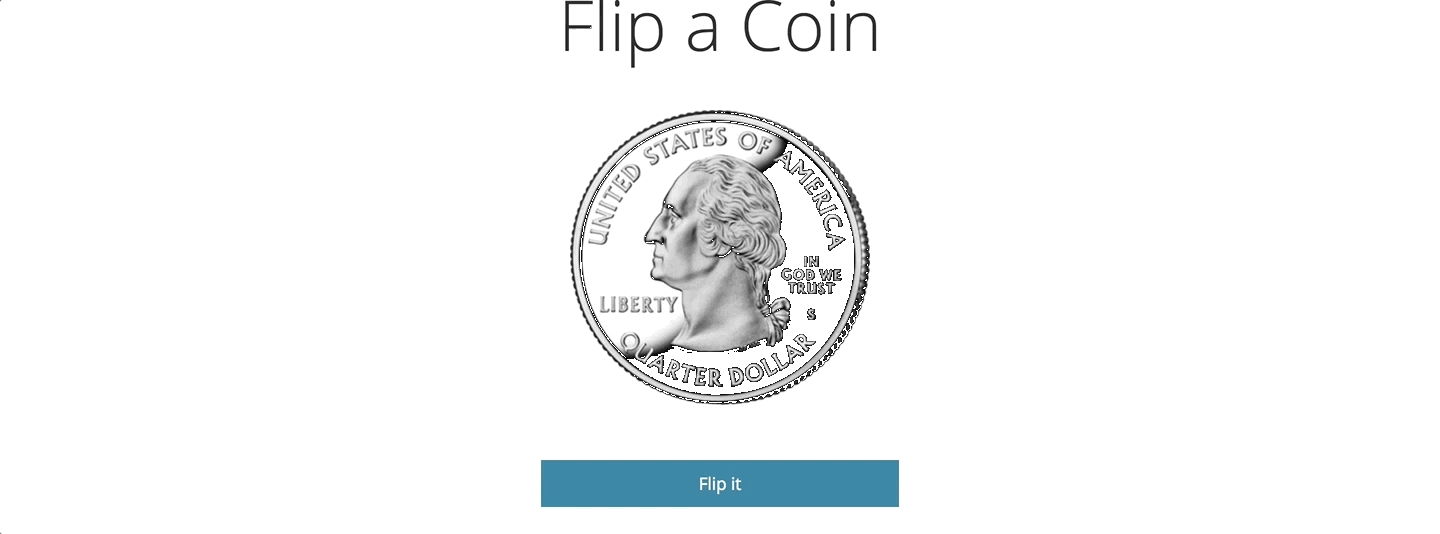 Flip a Coin
UNITED STATES OF AMERICA
IN
GOD WE
TRUST
LIBERTY
S
QUARTER DOLLAR
Flip it